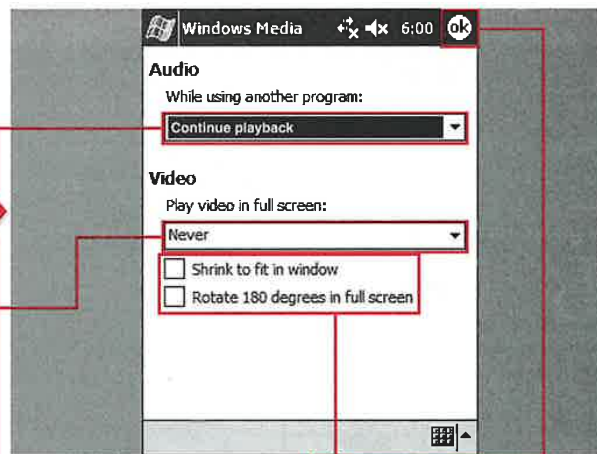 Windows Media 6:00 ok
Audio
While using another program:
Continue playback
Video
Play video in full screen:
Never
Shrink to fit in window
Rotate 180 degrees in full screen